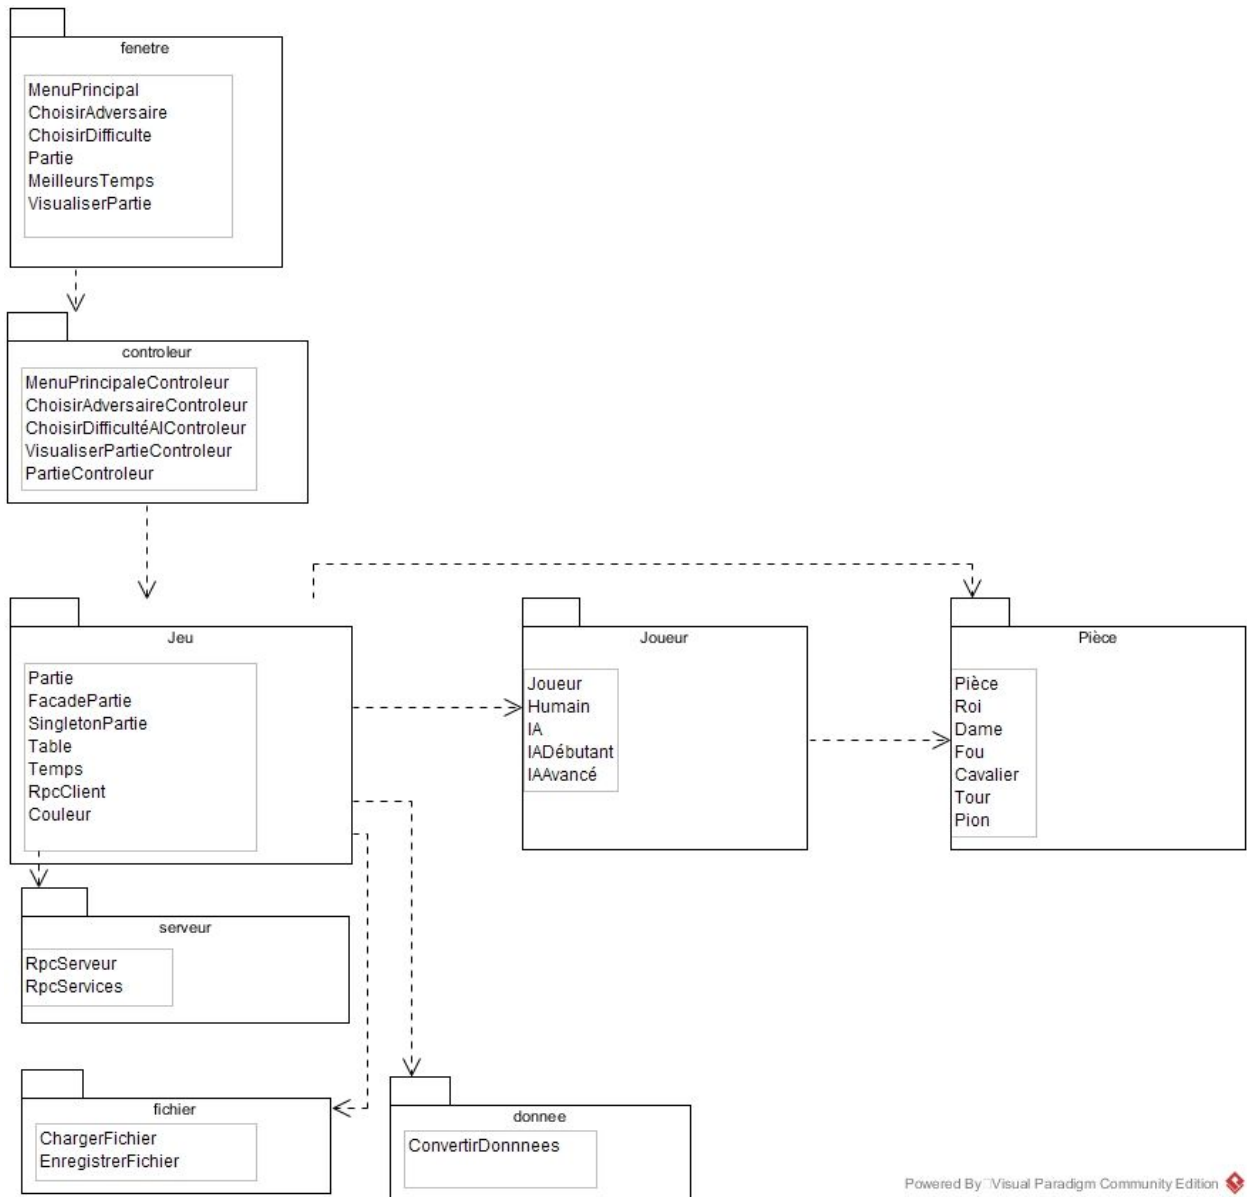 fenetre
MenuPrincipal
ChoisirAdversaire
ChoisirDifficulte
Partie
MeilleursTemps
VisualiserPartie
controleur
MenuPrincipaleControleur
ChoisirAdversaireControleur
ChoisirDifficultéAIControleur
VisualiserPartieControleur
PartieControleur
Jeu
Partie
FacadePartie
SingletonPartie
Table
Temps
RpcClient
Couleur
Joueur
Joueur
Humain
IA
IADébutant
IAAvancé
Pièce
Pièce
Roi
Dame
Fou
Cavalier
Tour
Pion
serveur
RpcServeur
RpcServices
fichier
ChargerFichier
EnregistrerFichier
donnee
ConvertirDonnnees
Powered By Visual Paradigm Community Edition